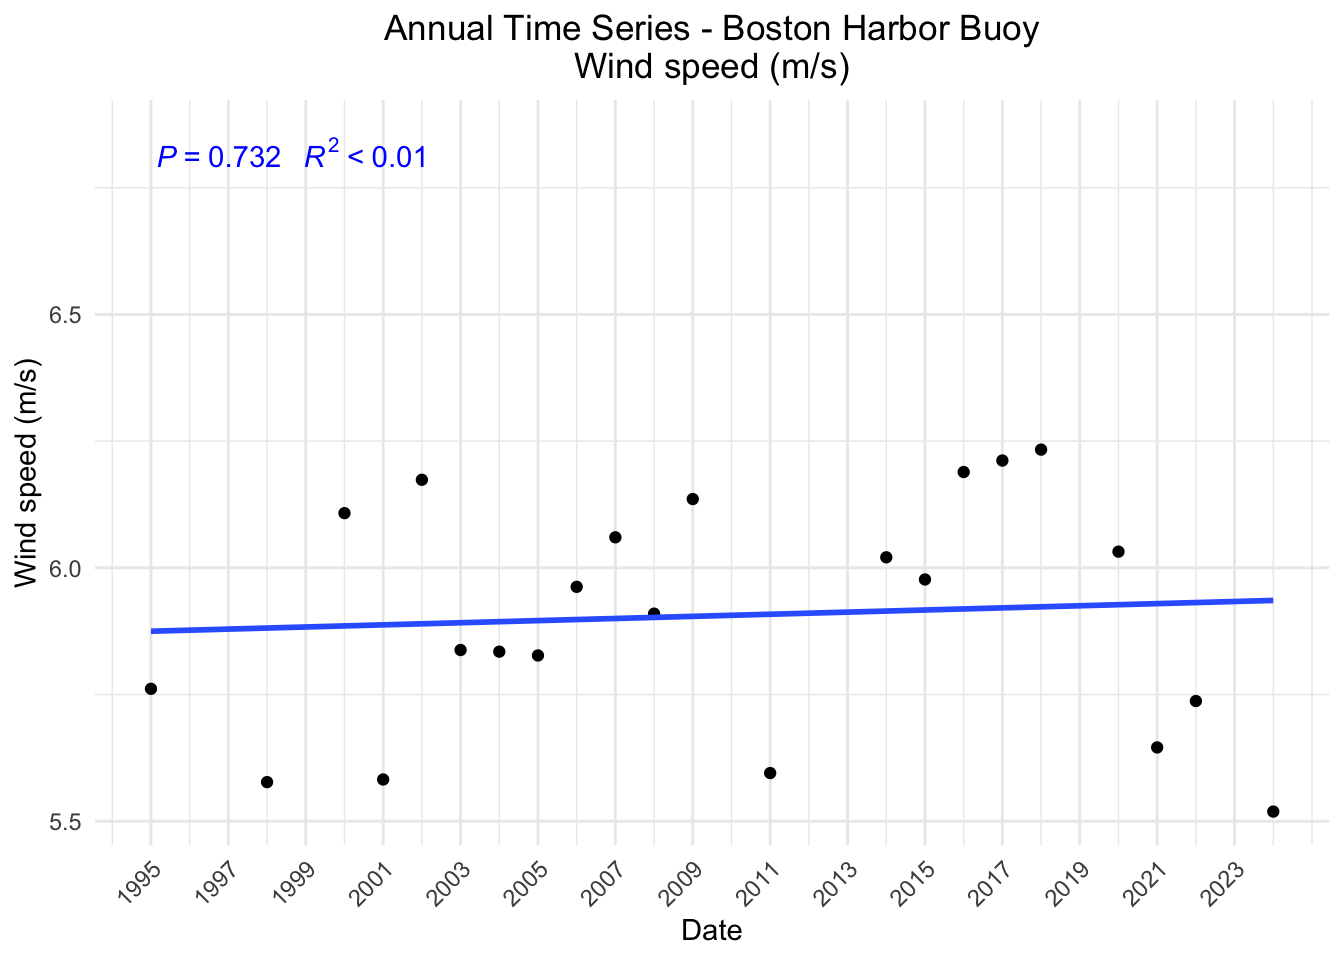 Annual Time Series - Boston Harbor Buoy
Wind speed (m/s)
P = 0.732 R² < 0.01
Wind speed (m/s)
6.5
6.0
5.5
1995 1997 1999 2001 2003 2005 2007 2009 2011 2013 2015 2017 2019 2021 2023
Date